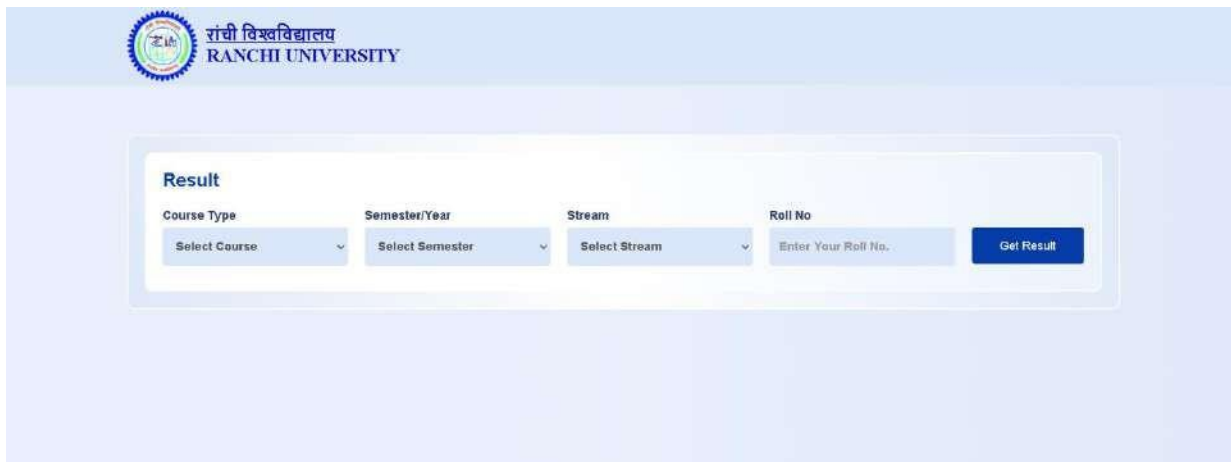 रांची विश्वविद्यालय
RANCHI UNIVERSITY
Result
Course Type Semester/Year Stream Roll No
Select Course Select Semester Select Stream Enter Your Roll No. Get Result